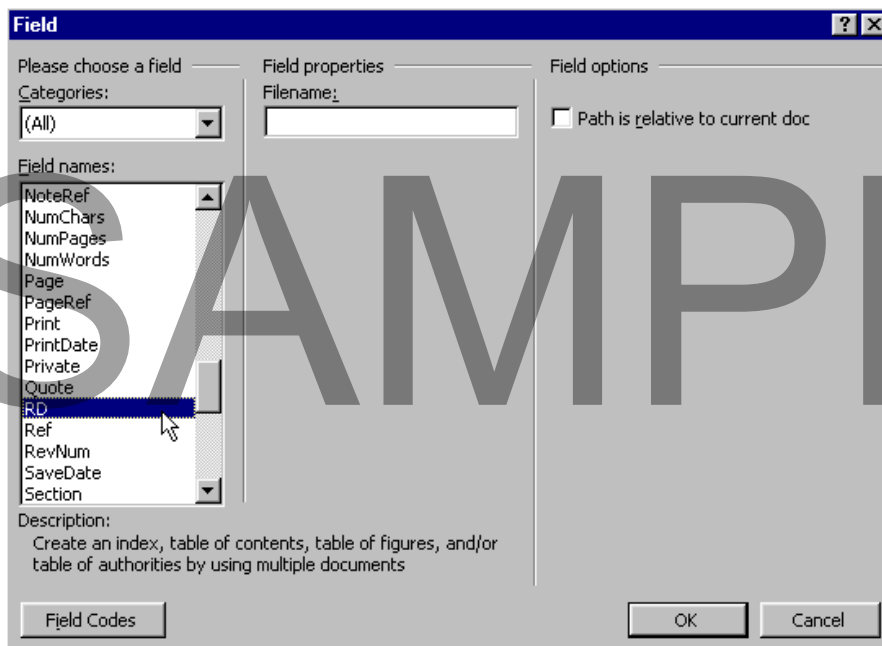 Field
Please choose a field
Categories:
(All)
Field names:
NoteRef
NumChars
NumPages
NumWords
Page
PageRef
Print
PrintDate
Private
Quote
RD
Ref
RevNum
SaveDate
Section
Description:
Create an index, table of contents, table of figures, and/or
table of authorities by using multiple documents
Field Codes
Field properties
Filename:
Field options
Path is relative to current doc
OK
Cancel
SAMPL